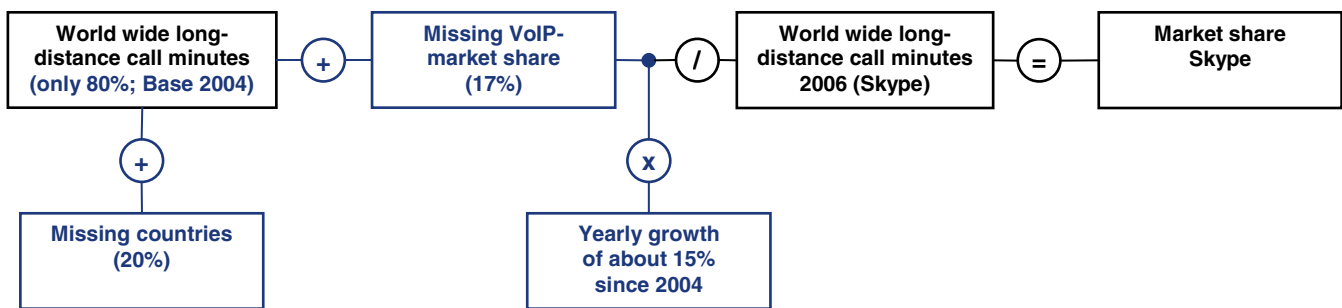 World wide long-
distance call minutes
(only 80%; Base 2004)
+
Missing VoIP-
market share
(17%)
/
World wide long-
distance call minutes
2006 (Skype)
=
Market share
Skype
+
x
Missing countries
(20%)
Yearly growth
of about 15%
since 2004